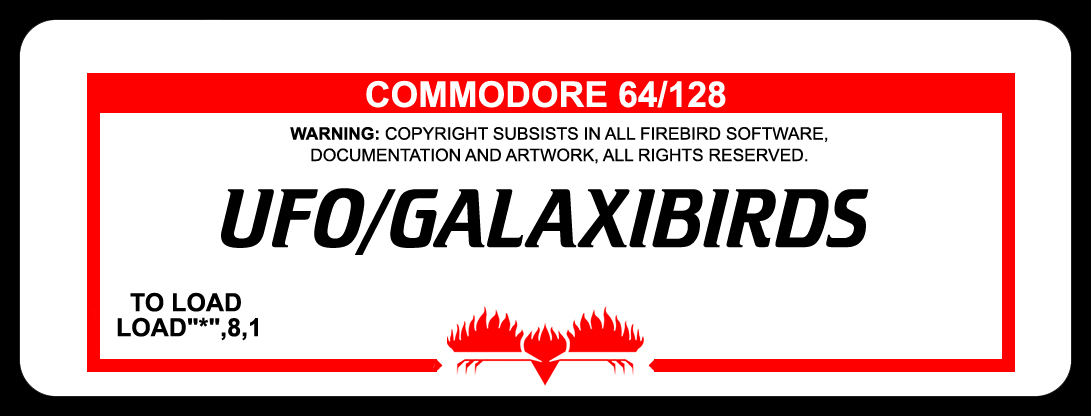 COMMODORE 64/128
WARNING: COPYRIGHT SUBSISTS IN ALL FIREBIRD SOFTWARE,
DOCUMENTATION AND ARTWORK, ALL RIGHTS RESERVED.
UFO/GALAXIBIRDS
TO LOAD
LOAD"*",8,1